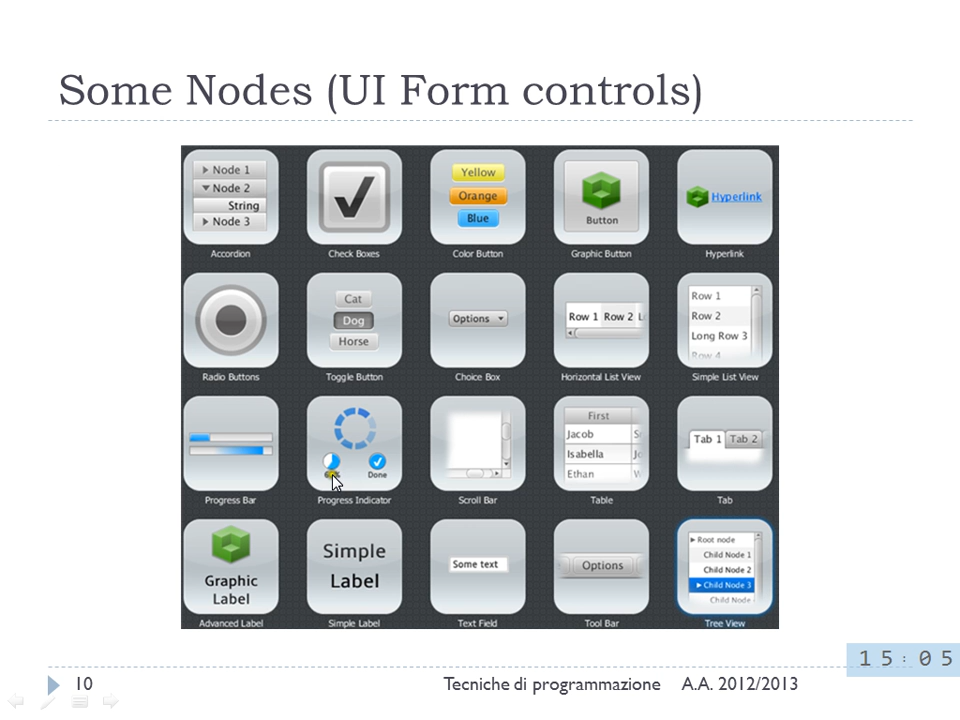 Some Nodes (UI Form controls)
Node 1
Node 2
String
Node 3
Accordion
Check Boxes
Yellow
Orange
Blue
Color Button
Button
Graphic Button
Hyperlink
Hyperlink
Radio Buttons
Cat
Dog
Horse
Toggle Button
Options
Choice Box
Row 1 Row 2 L
Horizontal List View
Row 1
Row 2
Long Row 3
Row 4
Simple List View
Progress Bar
Done
Progress Indicator
Scroll Bar
First
Jacob
Isabella
Ethan
Table
Tab 1 Tab 2
Tab
Graphic
Label
Advanced Label
Simple
Label
Simple Label
Some text
Text Field
Options
Tool Bar
Root node
Child Node 1
Child Node 2
Child Node 3
Child Node
Tree View
15:05
10 Tecniche di programmazione A.A. 2012/2013